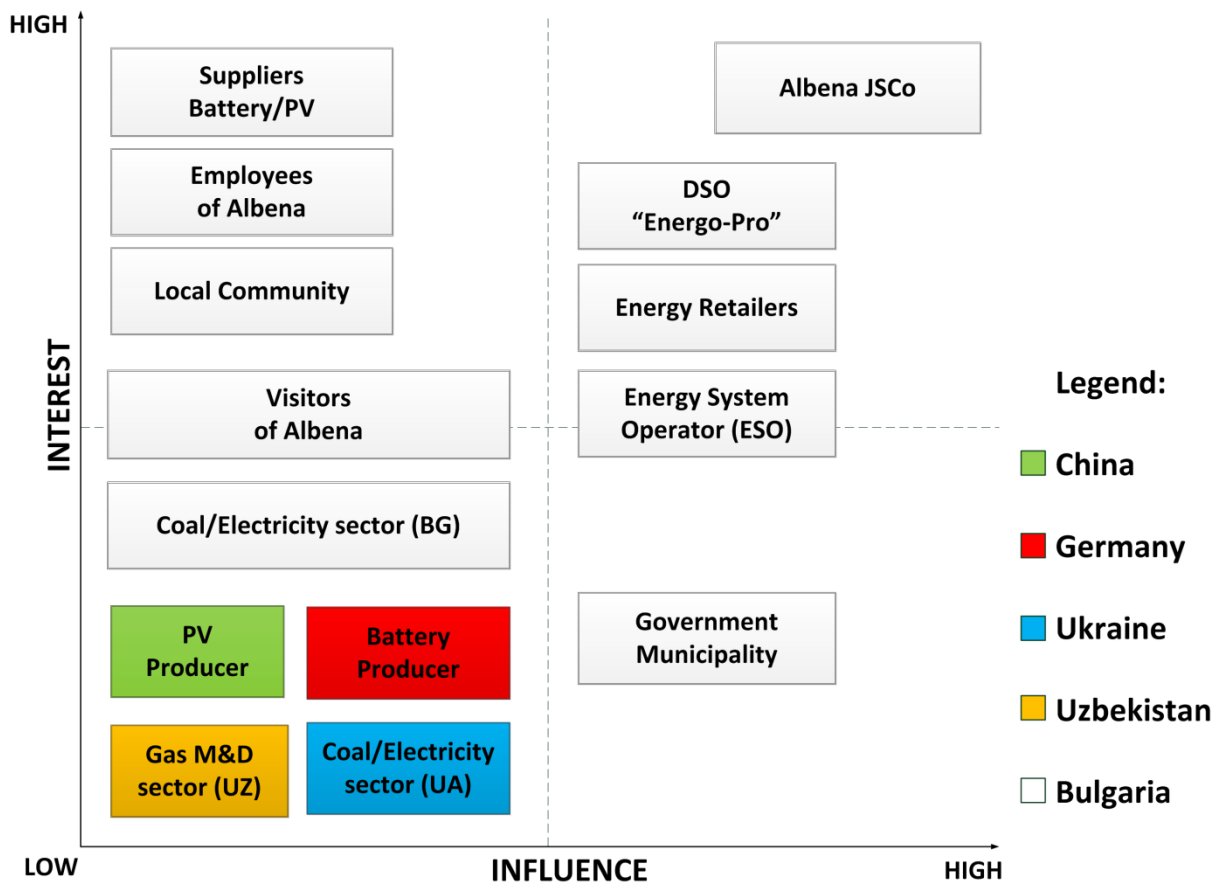 HIGH
Suppliers
Battery/PV
Albena JSCo
Employees
of Albena
DSO
“Energo-Pro”
Local Community
Energy Retailers
INTEREST
Visitors
of Albena
Energy System
Operator (ESO)
Coal/Electricity sector (BG)
PV
Producer
Battery
Producer
Government
Municipality
Gas M&D
sector (UZ)
Coal/Electricity
sector (UA)
LOW
INFLUENCE
HIGH
Legend:
China
Germany
Ukraine
Uzbekistan
Bulgaria